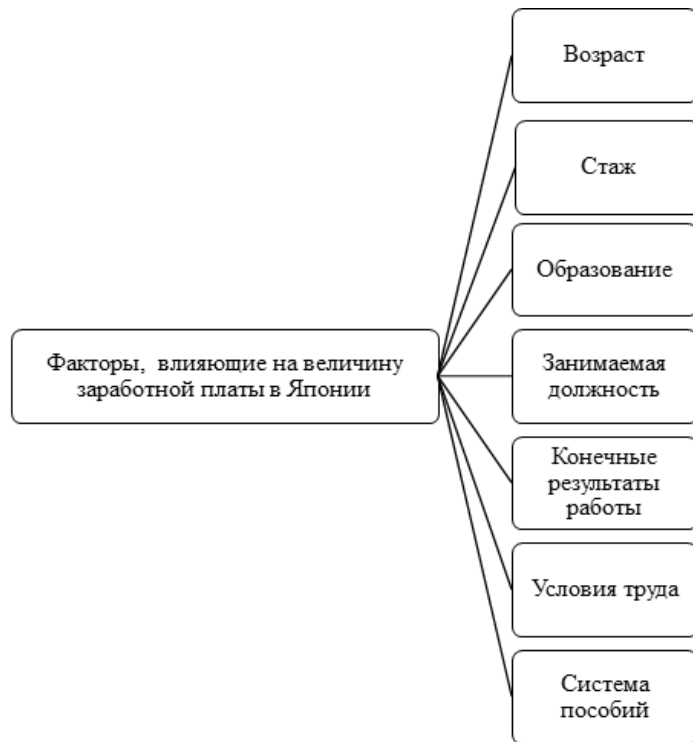 Возраст
Стаж
Образование
Факторы, влияющие на величину
заработной платы в Японии
Занимаемая
должность
Конечные
результаты
работы
Условия труда
Система
пособий